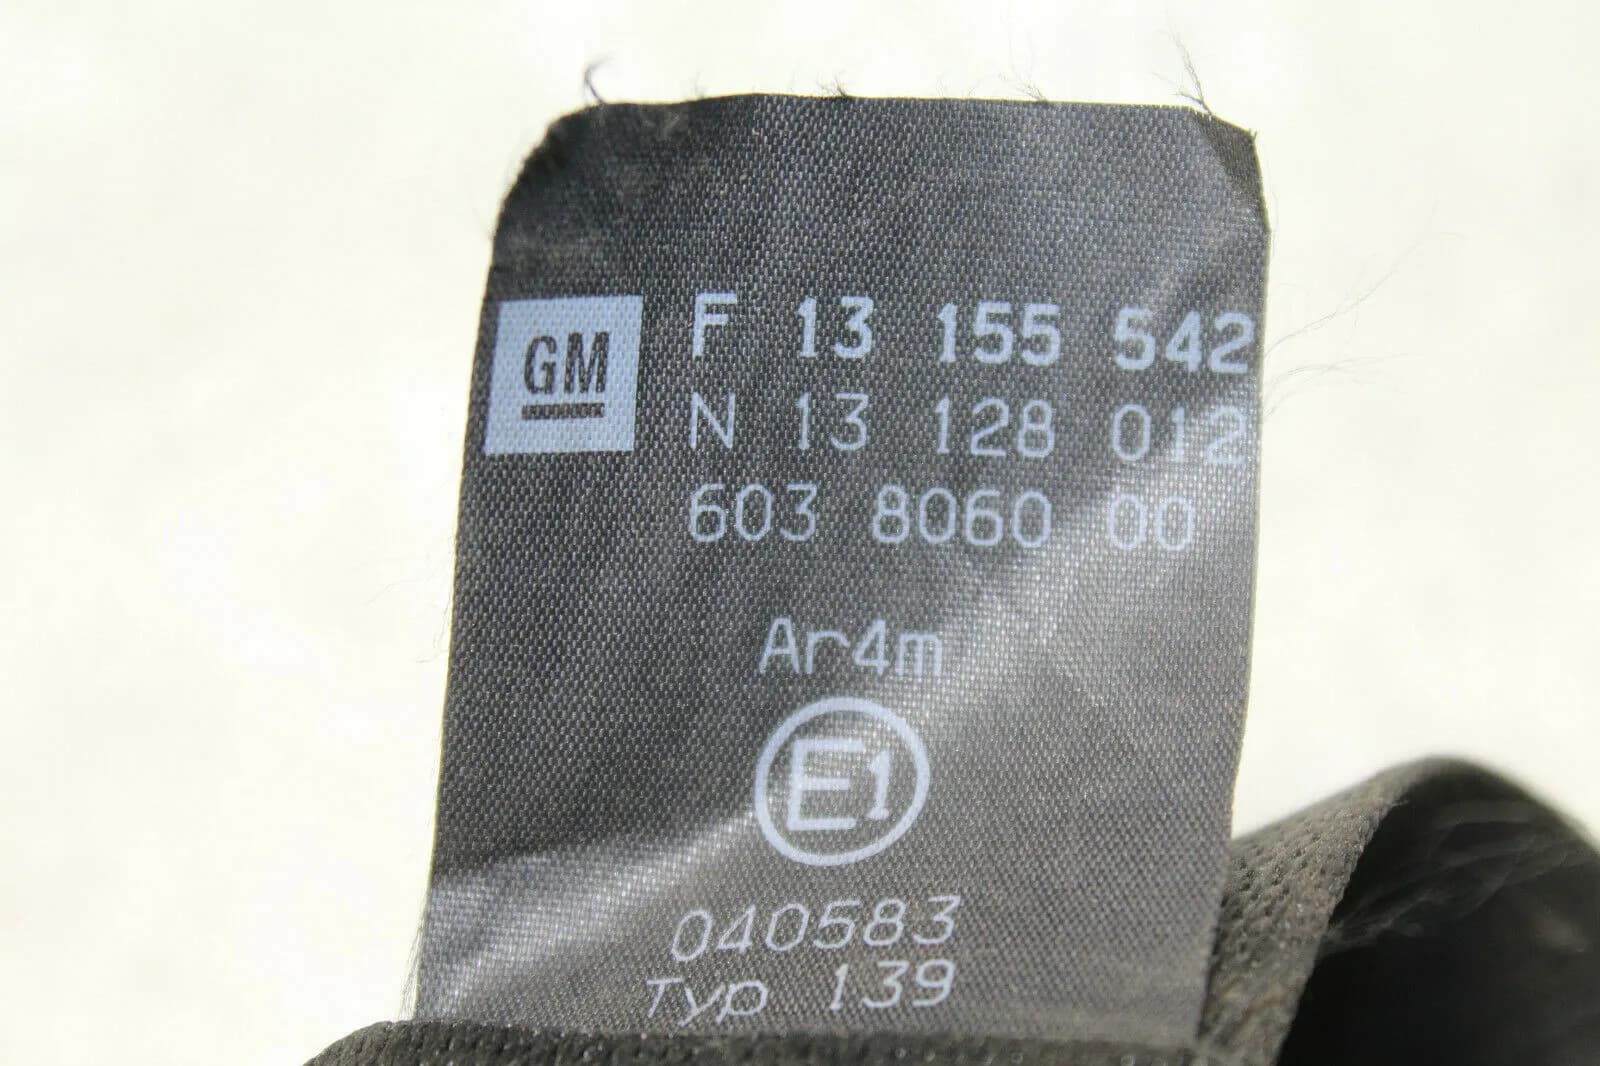 GM
F 13 155 542
N 13 128 012
603 8060 00
Ar4m
E1
040583
Typ 139